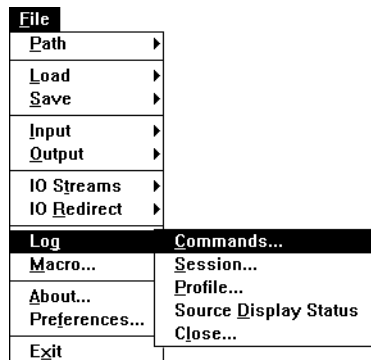 File
Path
Load
Save
Input
Output
IO Streams
IO Redirect
Log
Macro...
About...
Preferences...
Exit
Commands...
Session...
Profile...
Source Display Status
Close...